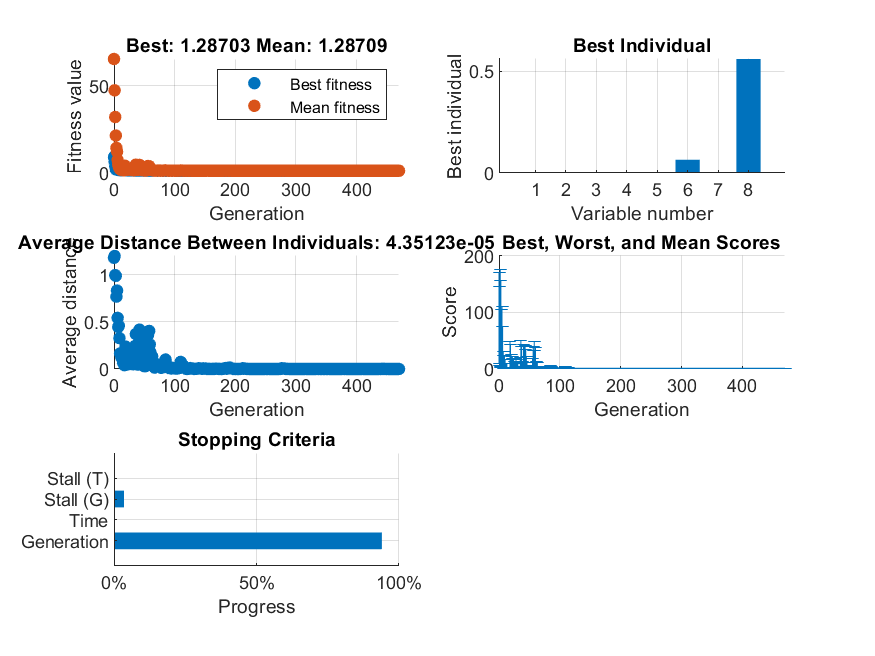 Best: 1.28703 Mean: 1.28709
Fitness value
50
0
Best fitness
Mean fitness
0 100 200 300 400
Generation
Best Individual
Best individual
0.5
0
1 2 3 4 5 6 7 8
Variable number
Average Distance Between Individuals: 4.35123e-05
Average distance
1
0.5
0
0 100 200 300 400
Generation
Best, Worst, and Mean Scores
Score
200
100
0
0 100 200 300 400
Generation
Stopping Criteria
Stall (T)
Stall (G)
Time
Generation
0% 50% 100%
Progress